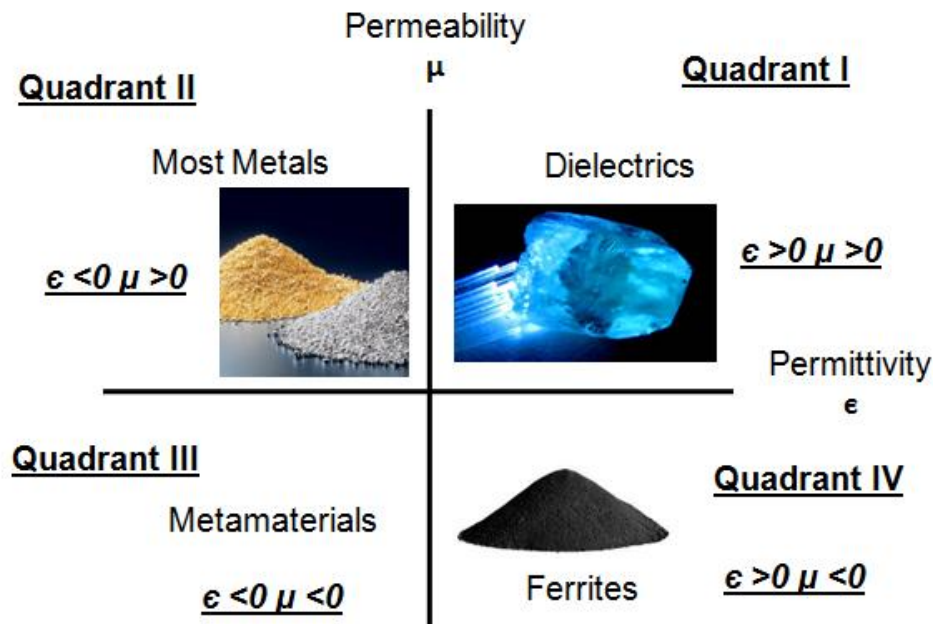 Permeability
μ
Quadrant II
Quadrant I
Most Metals
Dielectrics
є <0 μ >0
є >0 μ >0
Permittivity
є
Quadrant III
Quadrant IV
Metamaterials
Ferrites
є <0 μ <0
є >0 μ <0